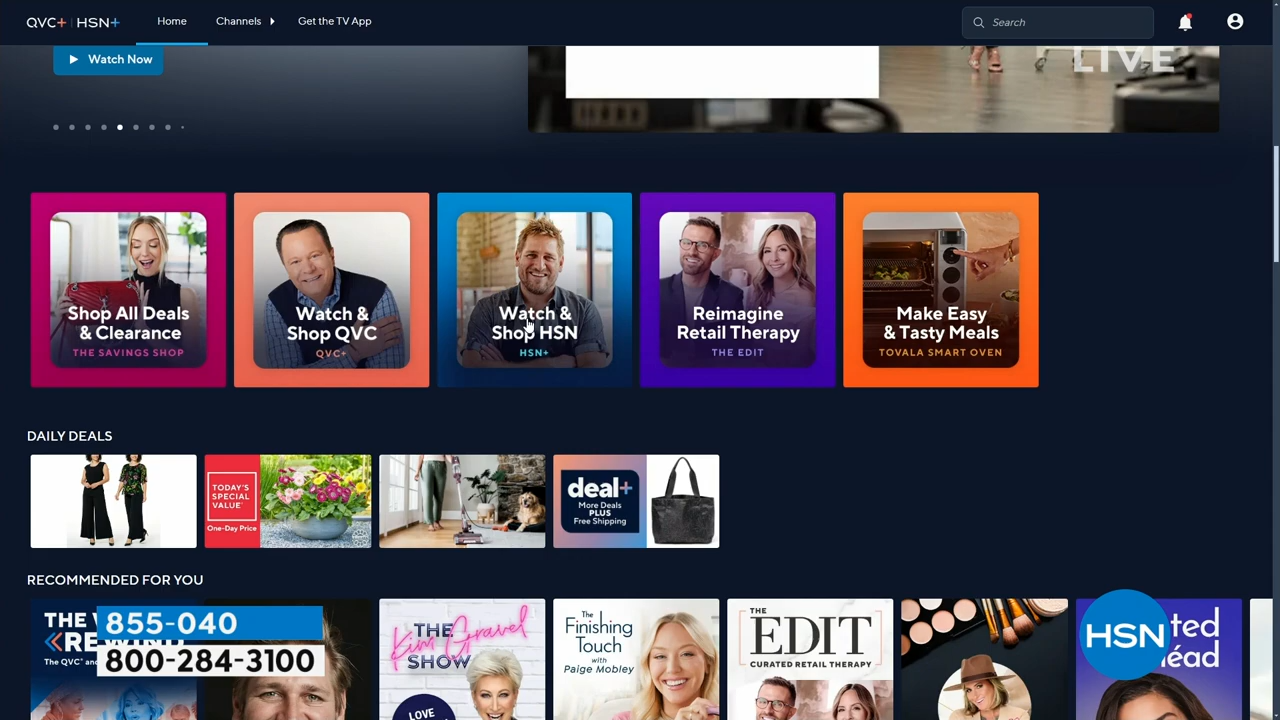 QVC+ | HSN+
Home
Channels
Get the TV App
Search
Watch Now
LIVE
Shop All Deals
& Clearance
THE SAVINGS SHOP
Watch &
Shop QVC
QVC+
Watch &
Shop HSN
HSN+
Reimagine
Retail Therapy
THE EDIT
Make Easy
& Tasty Meals
TOVALA SMART OVEN
DAILY DEALS
TODAY'S
SPECIAL
VALUE®
One-Day Price
deal+
More Deals
PLUS
Free Shipping
RECOMMENDED FOR YOU
THE
The QVC+
855-040
800-284-3100
THE
Kim Gravel
SHOW
LOVE
The
Finishing
Touch
with
Paige Mobley
THE
EDIT
CURATED RETAIL THERAPY
HSN